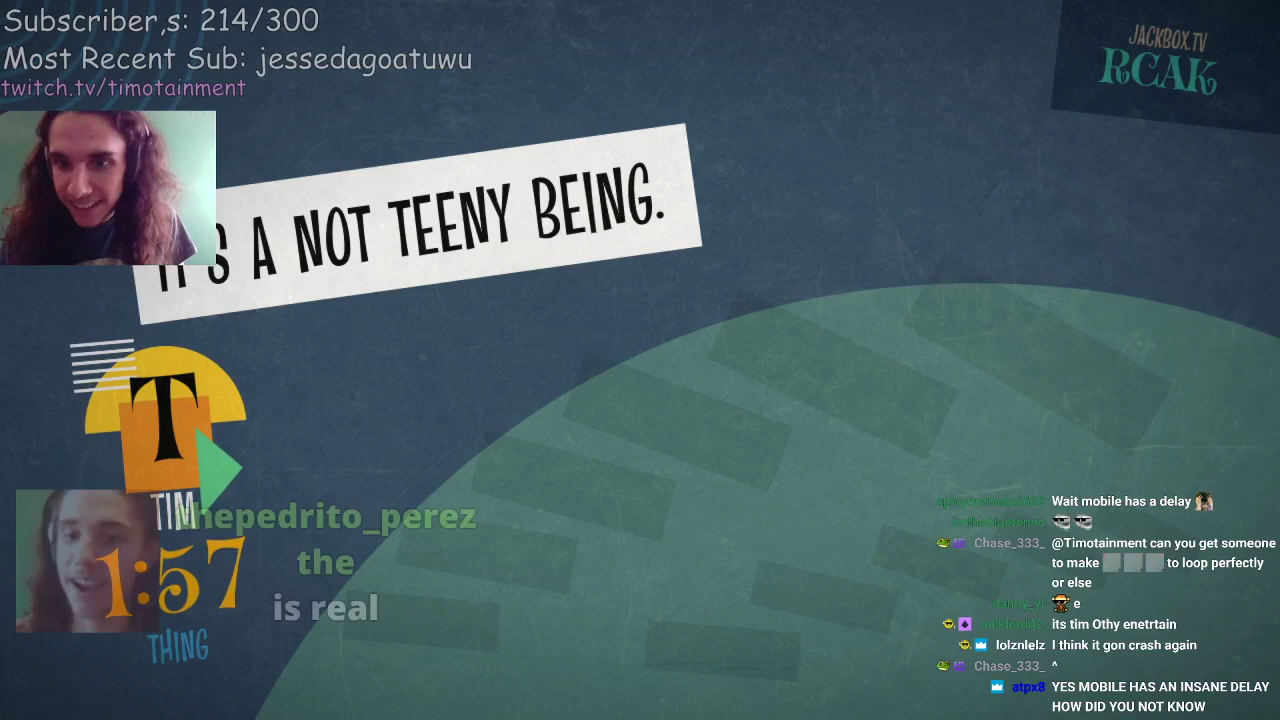 Subscriber,s: 214/300
Most Recent Sub: jessedagoatuwu
twitch.tv/timotainment
JACKBOX.TV
RCAK
IT'S A NOT TEENY BEING.
T
TIM
1:57
THING
thepedrito_perez
the
is real
Wait mobile has a delay
Chase_333_ @Timotainment can you get someone
to make to loop perfectly
or else
e
its tim Othy enetrtain
lolznlelz I think it gon crash again
Chase_333_ ^
atpx8 YES MOBILE HAS AN INSANE DELAY
HOW DID YOU NOT KNOW